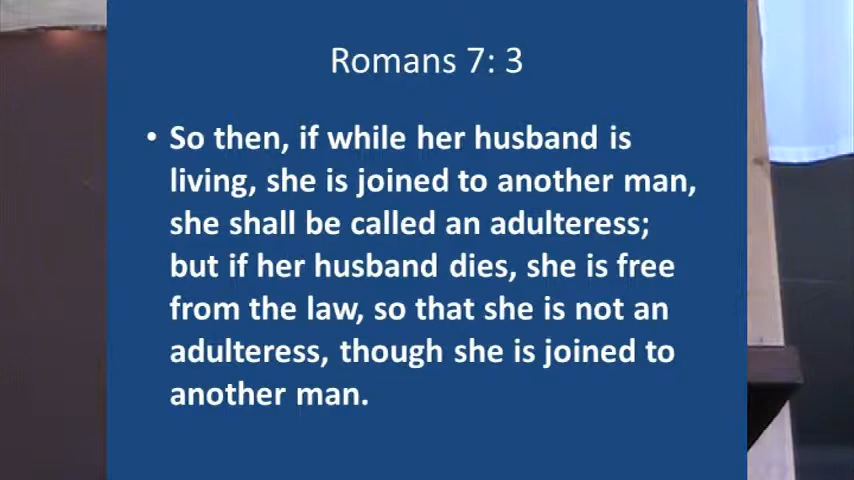 Romans 7: 3
• So then, if while her husband is
living, she is joined to another man,
she shall be called an adulteress;
but if her husband dies, she is free
from the law, so that she is not an
adulteress, though she is joined to
another man.